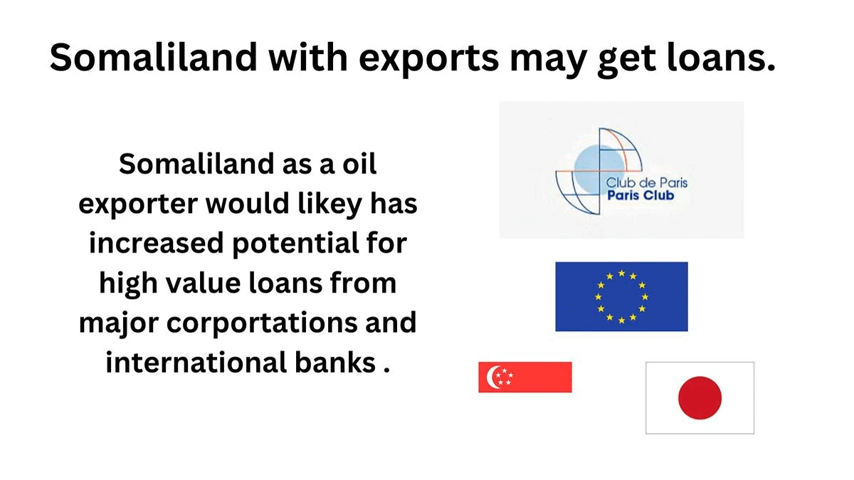 Somaliland with exports may get loans.
Somaliland as a oil
exporter would likey has
increased potential for
high value loans from
major corportations and
international banks .
Club de Paris
Paris Club